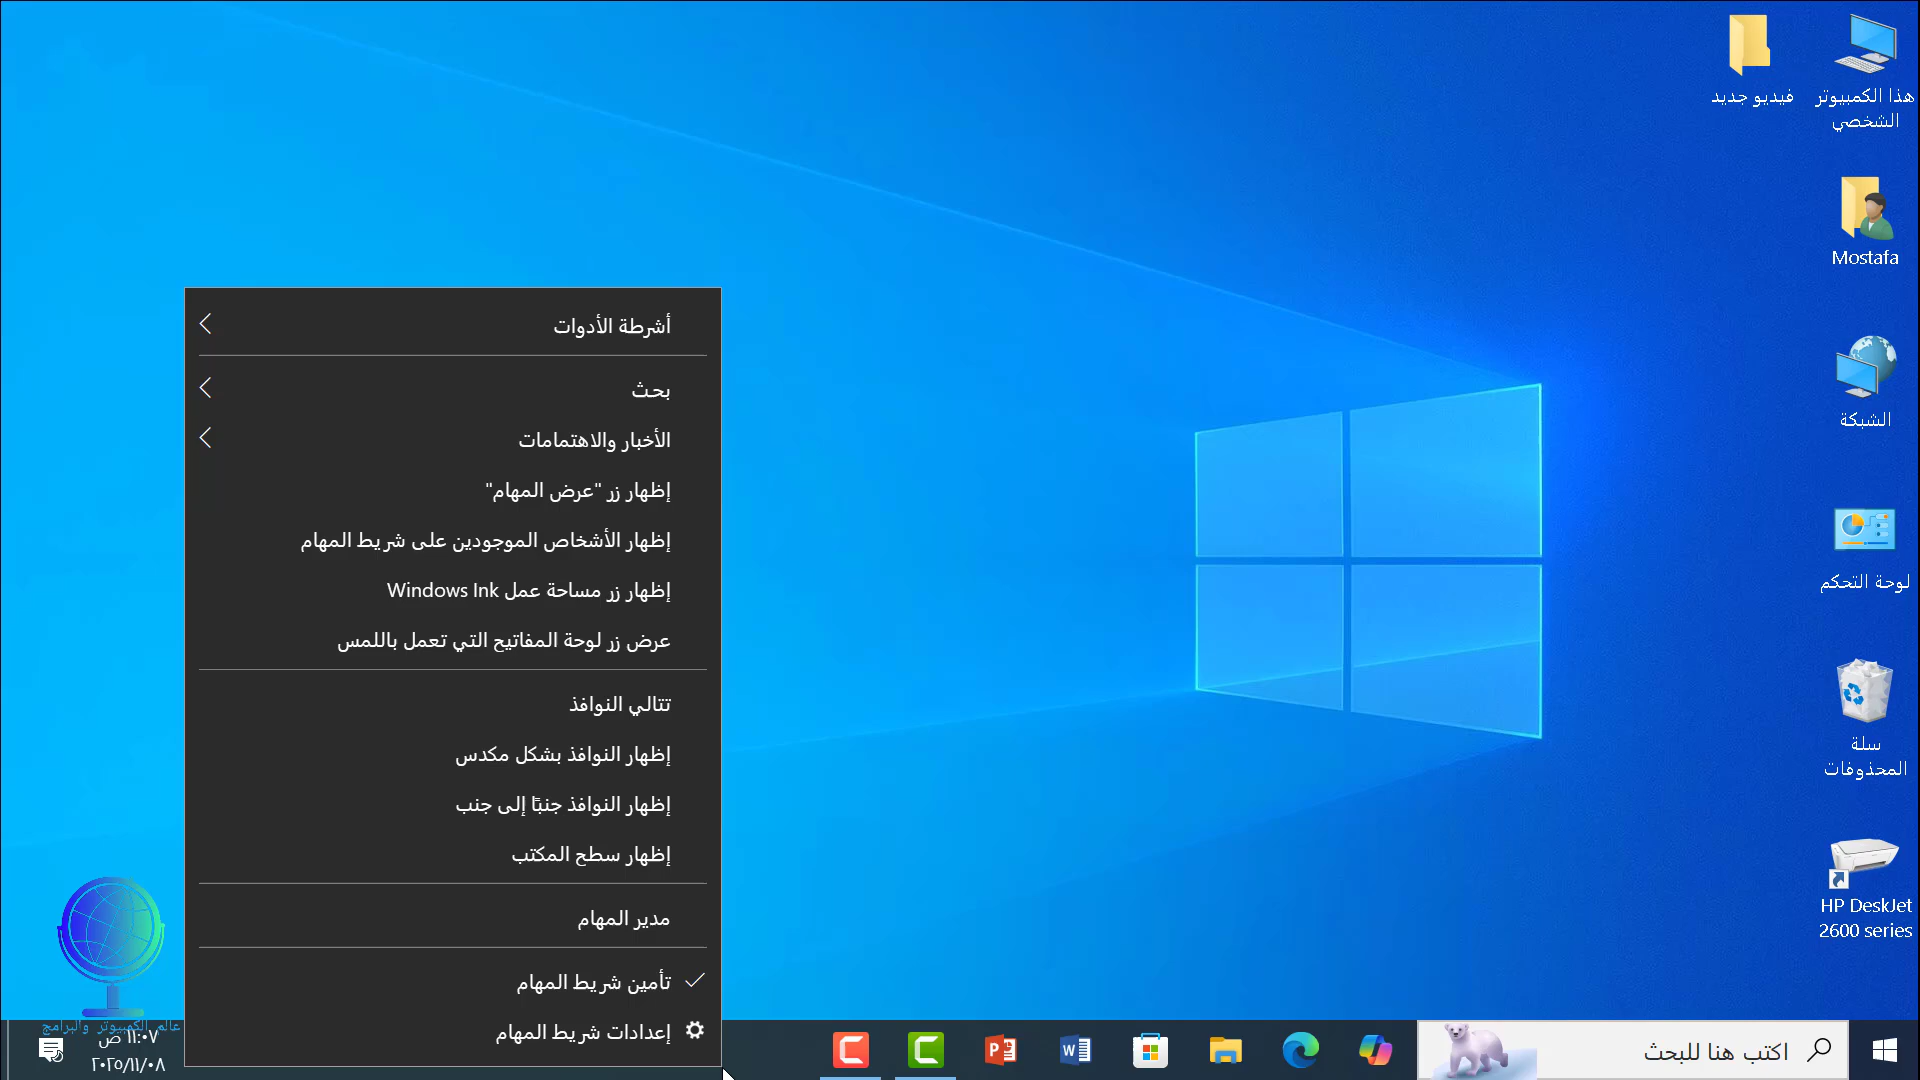 هذا الكمبيوتر
الشخصي
فيديو جديد
Mostafa
الشبكة
لوحة التحكم
سلة
المحذوفات
HP DeskJet
2600 series
أشرطة الأدوات
بحث
الأخبار والاهتمامات
إظهار زر "عرض المهام"
إظهار الأشخاص الموجودين على شريط المهام
إظهار زر مساحة عمل Windows Ink
عرض زر لوحة المفاتيح التي تعمل باللمس
تتالي النوافذ
إظهار النوافذ بشكل مكدس
إظهار النوافذ جنبًا إلى جنب
إظهار سطح المكتب
مدير المهام
تأمين شريط المهام
إعدادات شريط المهام
اكتب هنا للبحث
عالم الكمبيوتر والبرامج
١١:٠٧ ص
٢٠٢٥/١١/٠٨